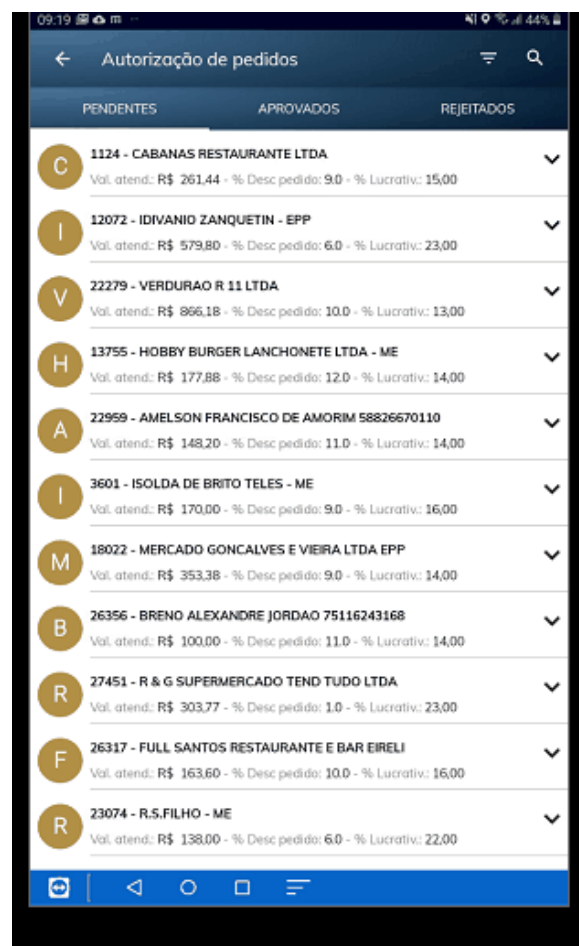 09:19 m
44%
Autorização de pedidos
PENDENTES APROVADOS REJEITADOS
C
1124 - CABANAS RESTAURANTE LTDA
Val. atend.: R$ 261,44 - % Desc pedido: 9.0 - % Lucrativ.: 15,00
I
12072 - IDIVANIO ZANQUETIN - EPP
Val. atend.: R$ 579,80 - % Desc pedido: 6.0 - % Lucrativ.: 23,00
V
22279 - VERDURAO R 11 LTDA
Val. atend.: R$ 866,18 - % Desc pedido: 10.0 - % Lucrativ.: 13,00
H
13755 - HOBBY BURGER LANCHONETE LTDA - ME
Val. atend.: R$ 177,88 - % Desc pedido: 12.0 - % Lucrativ.: 14,00
A
22959 - AMELSON FRANCISCO DE AMORIM 58826670110
Val. atend.: R$ 148,20 - % Desc pedido: 11.0 - % Lucrativ.: 14,00
I
3601 - ISOLDA DE BRITO TELES - ME
Val. atend.: R$ 170,00 - % Desc pedido: 9.0 - % Lucrativ.: 16,00
M
18022 - MERCADO GONCALVES E VIEIRA LTDA EPP
Val. atend.: R$ 353,38 - % Desc pedido: 9.0 - % Lucrativ.: 14,00
B
26356 - BRENO ALEXANDRE JORDAO 75116243168
Val. atend.: R$ 100,00 - % Desc pedido: 11.0 - % Lucrativ.: 14,00
R
27451 - R & G SUPERMERCADO TEND TUDO LTDA
Val. atend.: R$ 303,77 - % Desc pedido: 1.0 - % Lucrativ.: 23,00
F
26317 - FULL SANTOS RESTAURANTE E BAR EIRELI
Val. atend.: R$ 163,60 - % Desc pedido: 10.0 - % Lucrativ.: 16,00
R
23074 - R.S.FILHO - ME
Val. atend.: R$ 138,00 - % Desc pedido: 6.0 - % Lucrativ.: 22,00